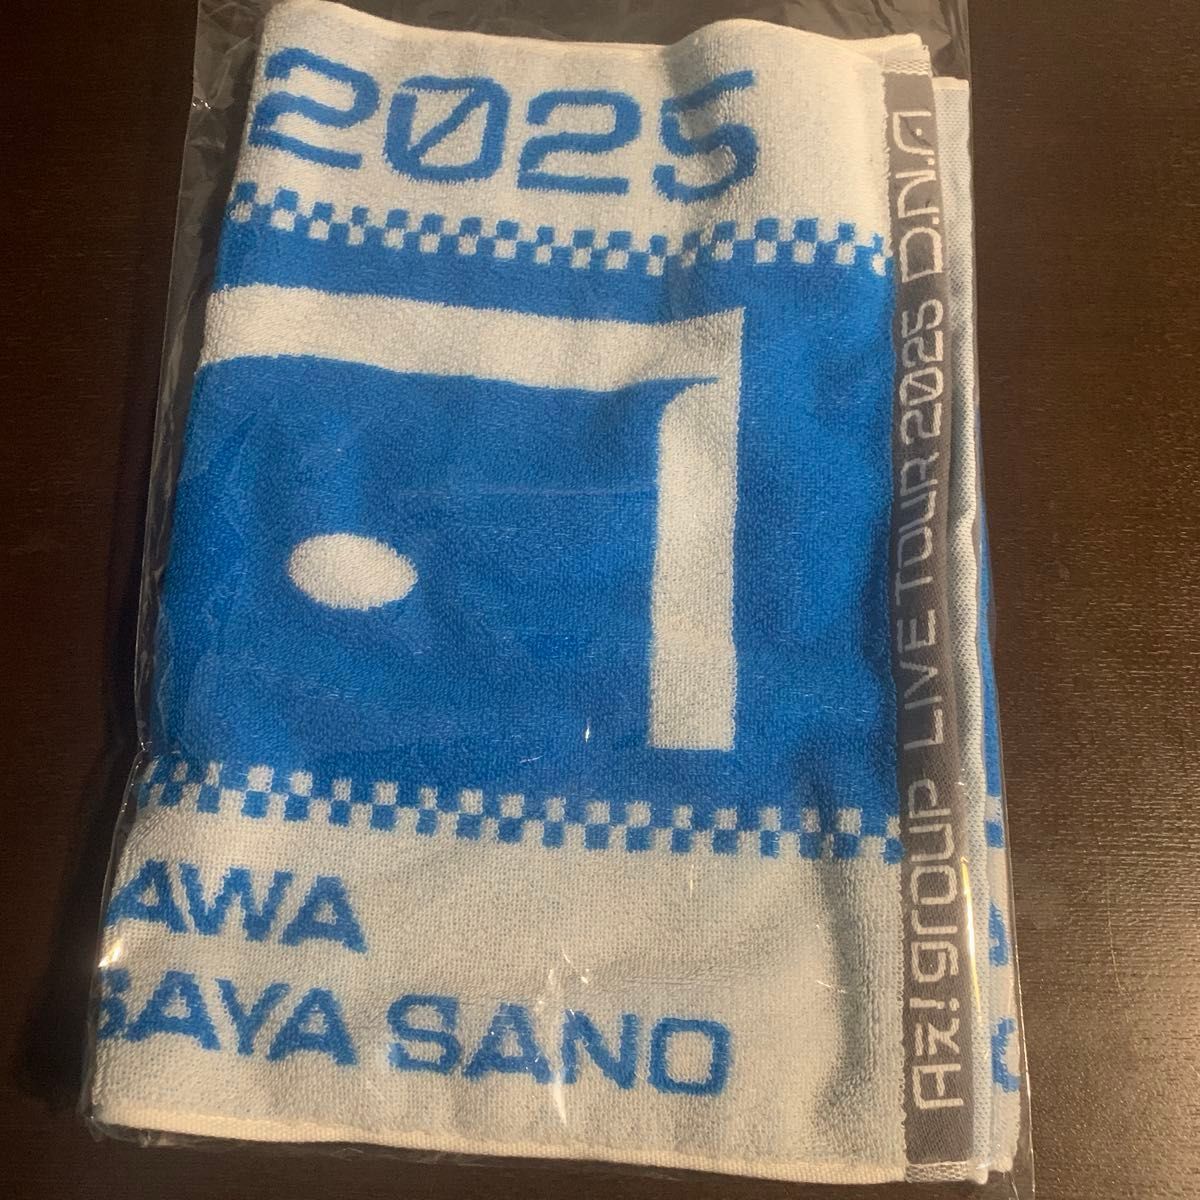 2025
AWA
SAYA SANO
Aぇ! group LIVE TOUR 2025 D.N.A